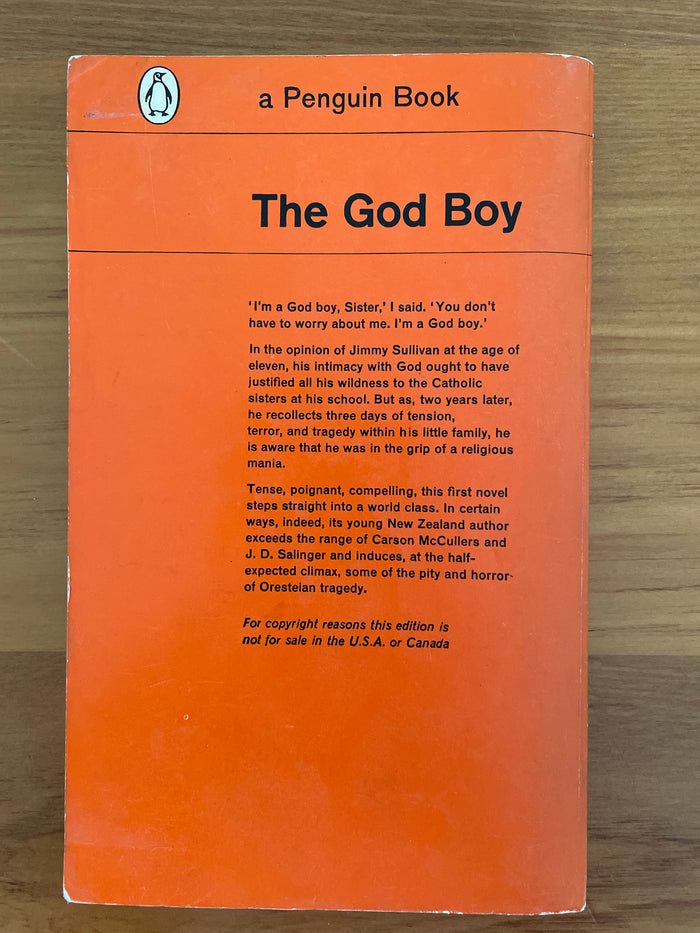 a Penguin Book
The God Boy
'I'm a God boy, Sister,' I said. 'You don't
have to worry about me. I'm a God boy.'
In the opinion of Jimmy Sullivan at the age of
eleven, his intimacy with God ought to have
justified all his wildness to the Catholic
sisters at his school. But as, two years later,
he recollects three days of tension,
terror, and tragedy within his little family, he
is aware that he was in the grip of a religious
mania.
Tense, poignant, compelling, this first novel
steps straight into a world class. In certain
ways, indeed, its young New Zealand author
exceeds the range of Carson McCullers and
J. D. Salinger and induces, at the half-
expected climax, some of the pity and horror
of Oresteian tragedy.
For copyright reasons this edition is
not for sale in the U.S.A. or Canada